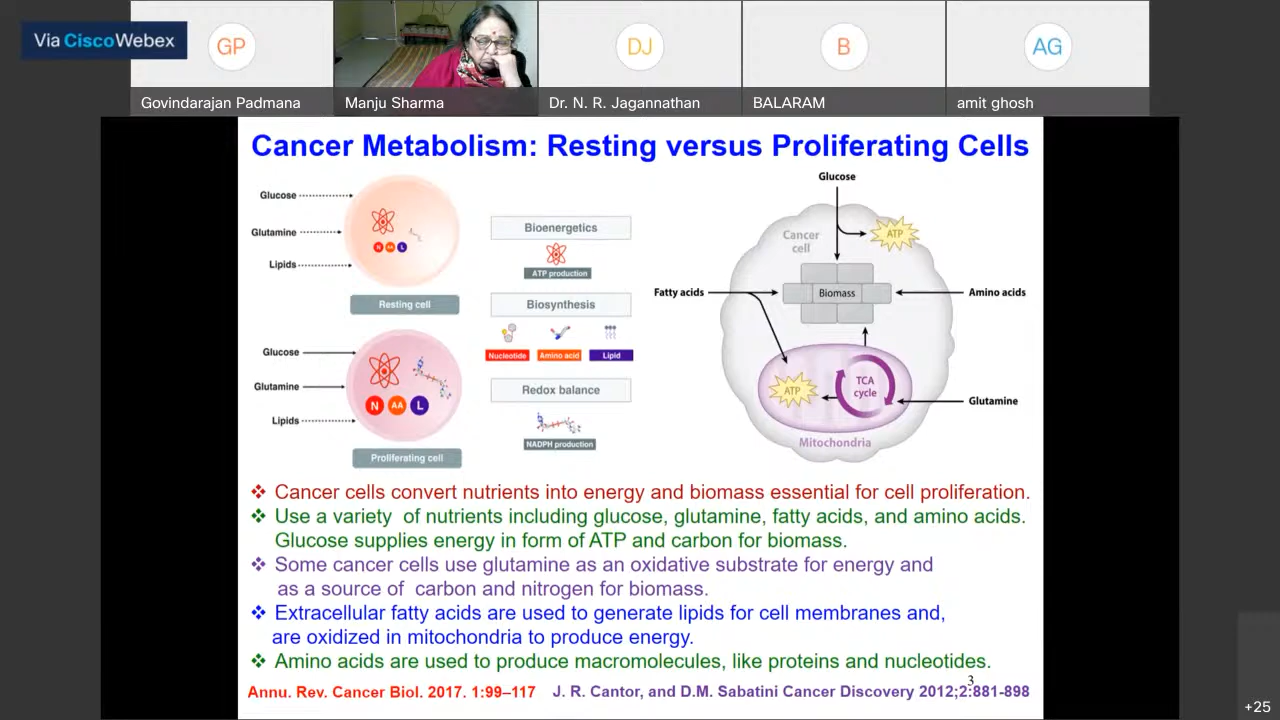 Via Cisco Webex
GP
DJ
B
AG
Govindarajan Padmana
Manju Sharma
Dr. N. R. Jagannathan
BALARAM
amit ghosh
Cancer Metabolism: Resting versus Proliferating Cells
Glucose
Glutamine
Lipids
N AA L
Resting cell
Glucose
Glutamine
Lipids
N AA L
Proliferating cell
Bioenergetics
ATP production
Biosynthesis
Nucleotide Amino acid Lipid
Redox balance
NADPH production
Glucose
Cancer
cell
ATP
Fatty acids
Biomass
Amino acids
ATP
TCA
cycle
Glutamine
Mitochondria
❖ Cancer cells convert nutrients into energy and biomass essential for cell proliferation.
❖ Use a variety of nutrients including glucose, glutamine, fatty acids, and amino acids.
Glucose supplies energy in form of ATP and carbon for biomass.
❖ Some cancer cells use glutamine as an oxidative substrate for energy and
as a source of carbon and nitrogen for biomass.
❖ Extracellular fatty acids are used to generate lipids for cell membranes and,
are oxidized in mitochondria to produce energy.
❖ Amino acids are used to produce macromolecules, like proteins and nucleotides.
3
Annu. Rev. Cancer Biol. 2017. 1:99–117 J. R. Cantor, and D.M. Sabatini Cancer Discovery 2012;2:881-898
+25